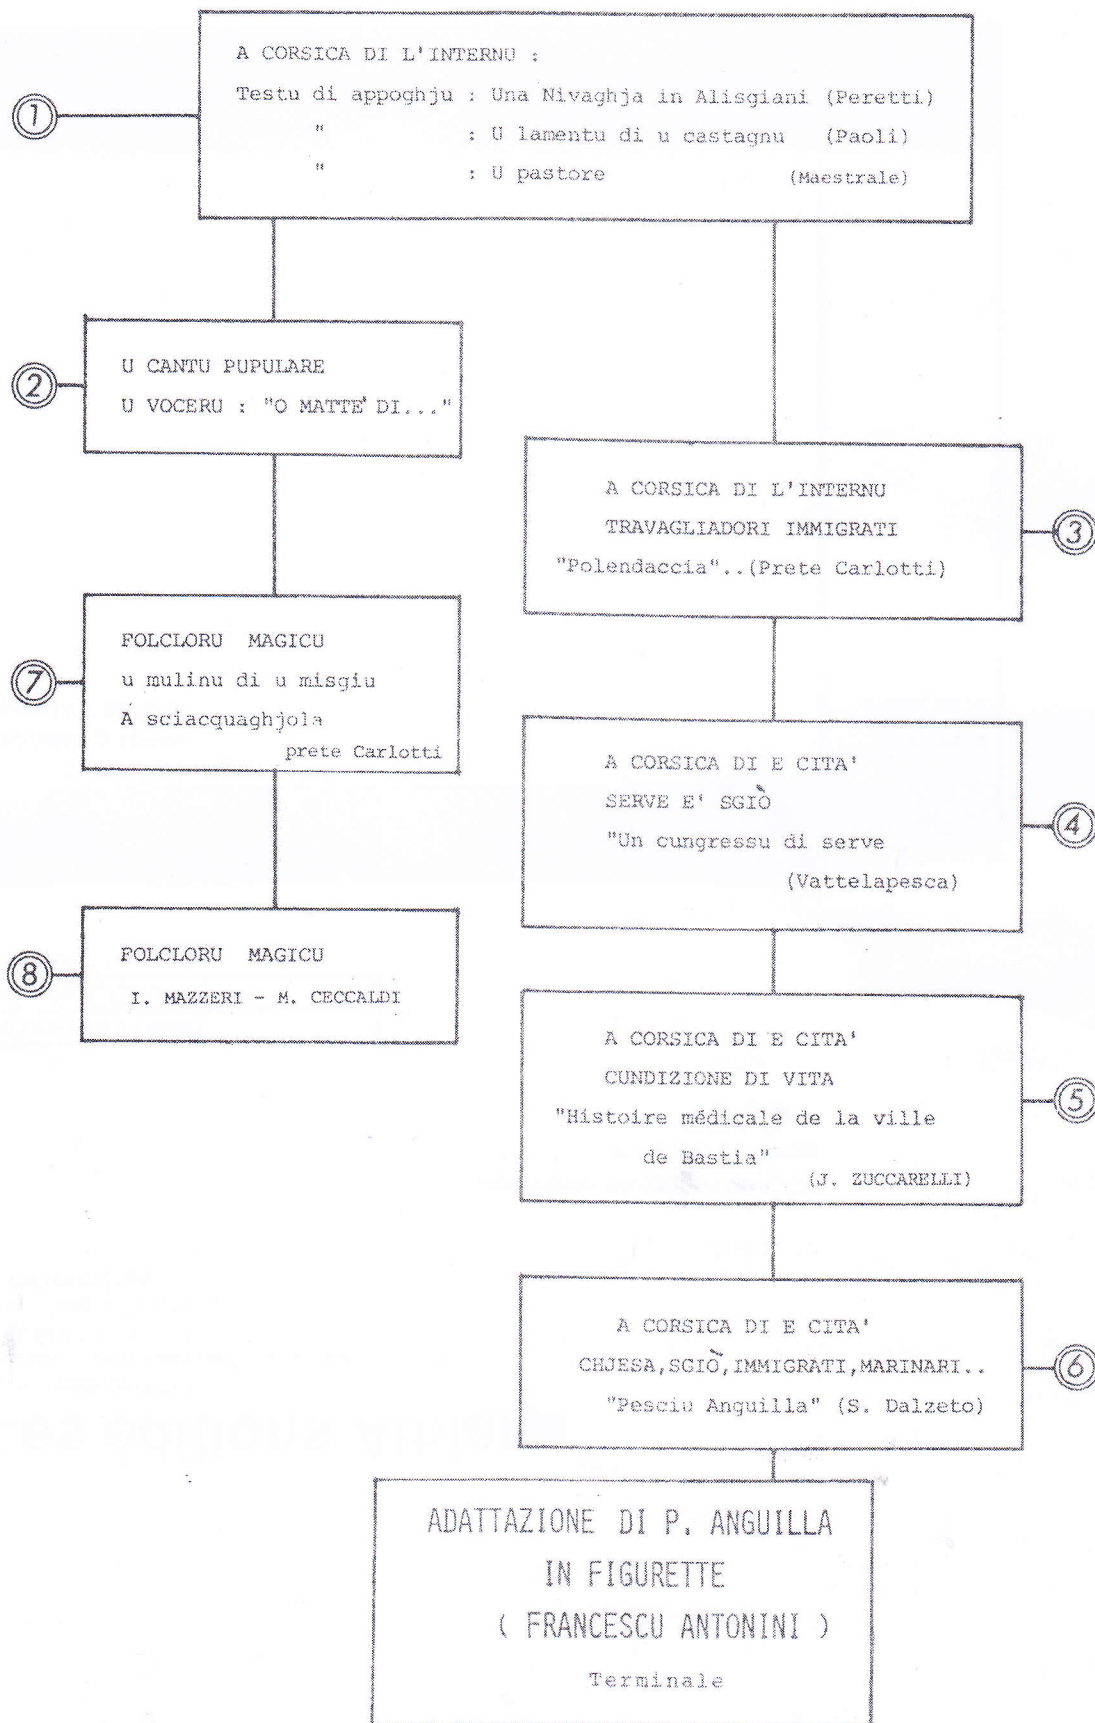 A CORSICA DI L'INTERNU :
Testu di appoghju : Una Nivaghja in Alisgiani (Peretti)
" : U lamentu di u castagnu (Paoli)
" : U pastore (Maestrale)
1
U CANTU PUPULARE
U VOCERU : "O MATTE' DI..."
2
A CORSICA DI L'INTERNU
TRAVAGLIADORI IMMIGRATI
"Polendaccia"..(Prete Carlotti)
3
FOLCLORU MAGICU
u mulinu di u misgiu
A sciacquaghjola
prete Carlotti
7
A CORSICA DI E CITA'
SERVE E' SGIÒ
"Un cungressu di serve
(Vattelapesca)
4
FOLCLORU MAGICU
I. MAZZERI - M. CECCALDI
8
A CORSICA DI E CITA'
CUNDIZIONE DI VITA
"Histoire médicale de la ville
de Bastia"
(J. ZUCCARELLI)
5
A CORSICA DI E CITA'
CHJESA,SGIÒ,IMMIGRATI,MARINARI..
"Pesciu Anguilla" (S. Dalzeto)
6
ADATTAZIONE DI P. ANGUILLA
IN FIGURETTE
( FRANCESCU ANTONINI )
Terminale